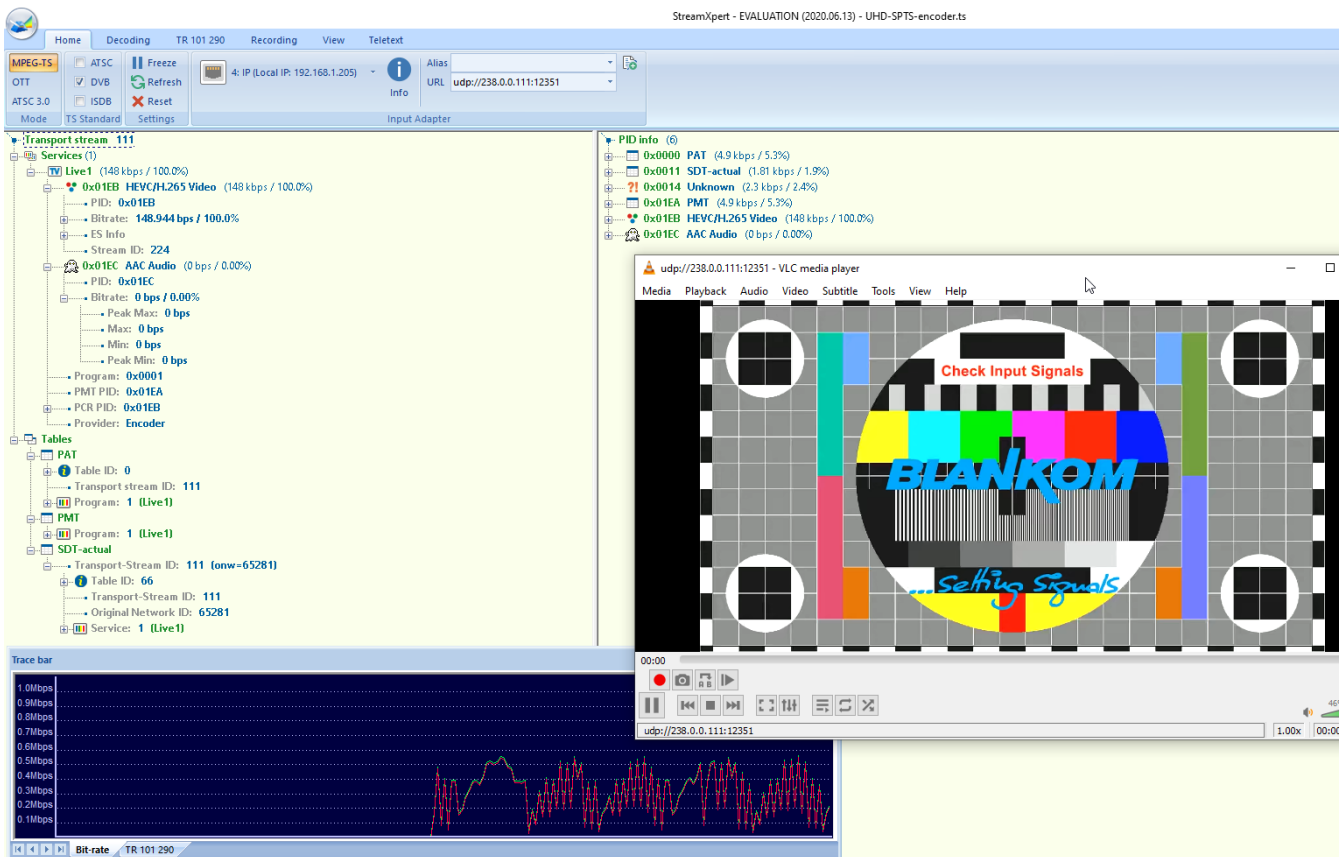 StreamXpert - EVALUATION (2020.06.13) - UHD-SPTS-encoder.ts
Home Decoding TR 101 290 Recording View Teletext
MPEG-TS ATSC Freeze 4: IP (Local IP: 192.168.1.205) Alias
OTT DVB Refresh Info URL udp://238.0.0.111:12351
ATSC 3.0 ISDB Reset
Mode TS Standard Settings Input Adapter
Transport stream 111
Services (1)
Live1 (148 kbps / 100.0%)
0x01EB HEVC/H.265 Video (148 kbps / 100.0%)
PID: 0x01EB
Bitrate: 148.944 bps / 100.0%
ES Info
Stream ID: 224
0x01EC AAC Audio (0 bps / 0.00%)
PID: 0x01EC
Bitrate: 0 bps / 0.00%
Peak Max: 0 bps
Max: 0 bps
Min: 0 bps
Peak Min: 0 bps
Program: 0x0001
PMT PID: 0x01EA
PCR PID: 0x01EB
Provider: Encoder
Tables
PAT
Table ID: 0
Transport stream ID: 111
Program: 1 (Live1)
PMT
Program: 1 (Live1)
SDT-actual
Transport-Stream ID: 111 (onw=65281)
Table ID: 66
Transport-Stream ID: 111
Original Network ID: 65281
Service: 1 (Live1)
PID info (6)
0x0000 PAT (4.9 kbps / 5.3%)
0x0011 SDT-actual (1.81 kbps / 1.9%)
?! 0x0014 Unknown (2.3 kbps / 2.4%)
0x01EA PMT (4.9 kbps / 5.3%)
0x01EB HEVC/H.265 Video (148 kbps / 100.0%)
0x01EC AAC Audio (0 bps / 0.00%)
udp://238.0.0.111:12351 - VLC media player
Media Playback Audio Video Subtitle Tools View Help
Check Input Signals
BLANKOM
...Setting Signals
00:00
46%
udp://238.0.0.111:12351 1.00x 00:00
Trace bar
1.0Mbps
0.9Mbps
0.8Mbps
0.7Mbps
0.6Mbps
0.5Mbps
0.4Mbps
0.3Mbps
0.2Mbps
0.1Mbps
Bit-rate TR 101 290